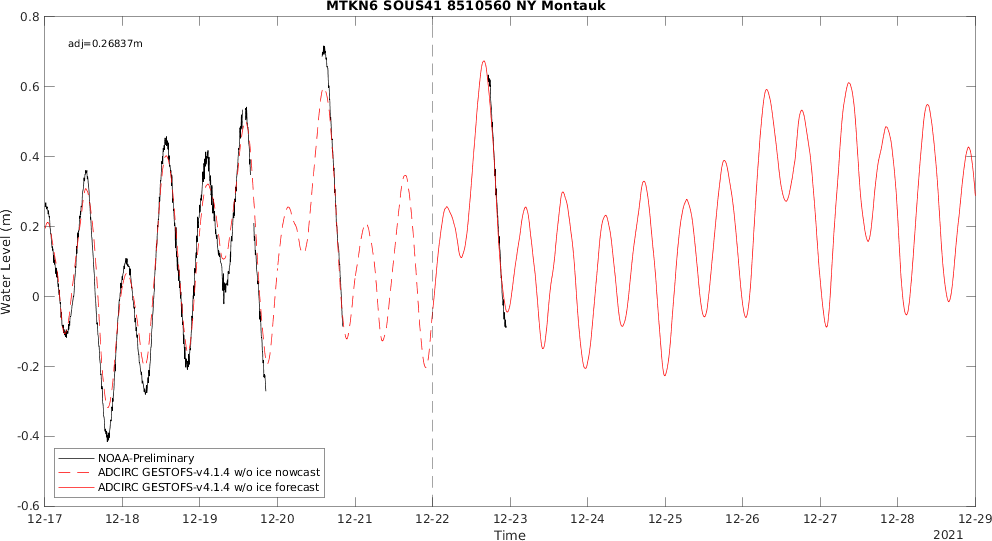 MTKN6 SOUS41 8510560 NY Montauk
adj=0.26837m
0.8
0.6
0.4
0.2
0
-0.2
-0.4
-0.6
Water Level (m)
NOAA-Preliminary
ADCIRC GESTOFS-v4.1.4 w/o ice nowcast
ADCIRC GESTOFS-v4.1.4 w/o ice forecast
12-17 12-18 12-19 12-20 12-21 12-22 12-23 12-24 12-25 12-26 12-27 12-28 12-29
Time
2021